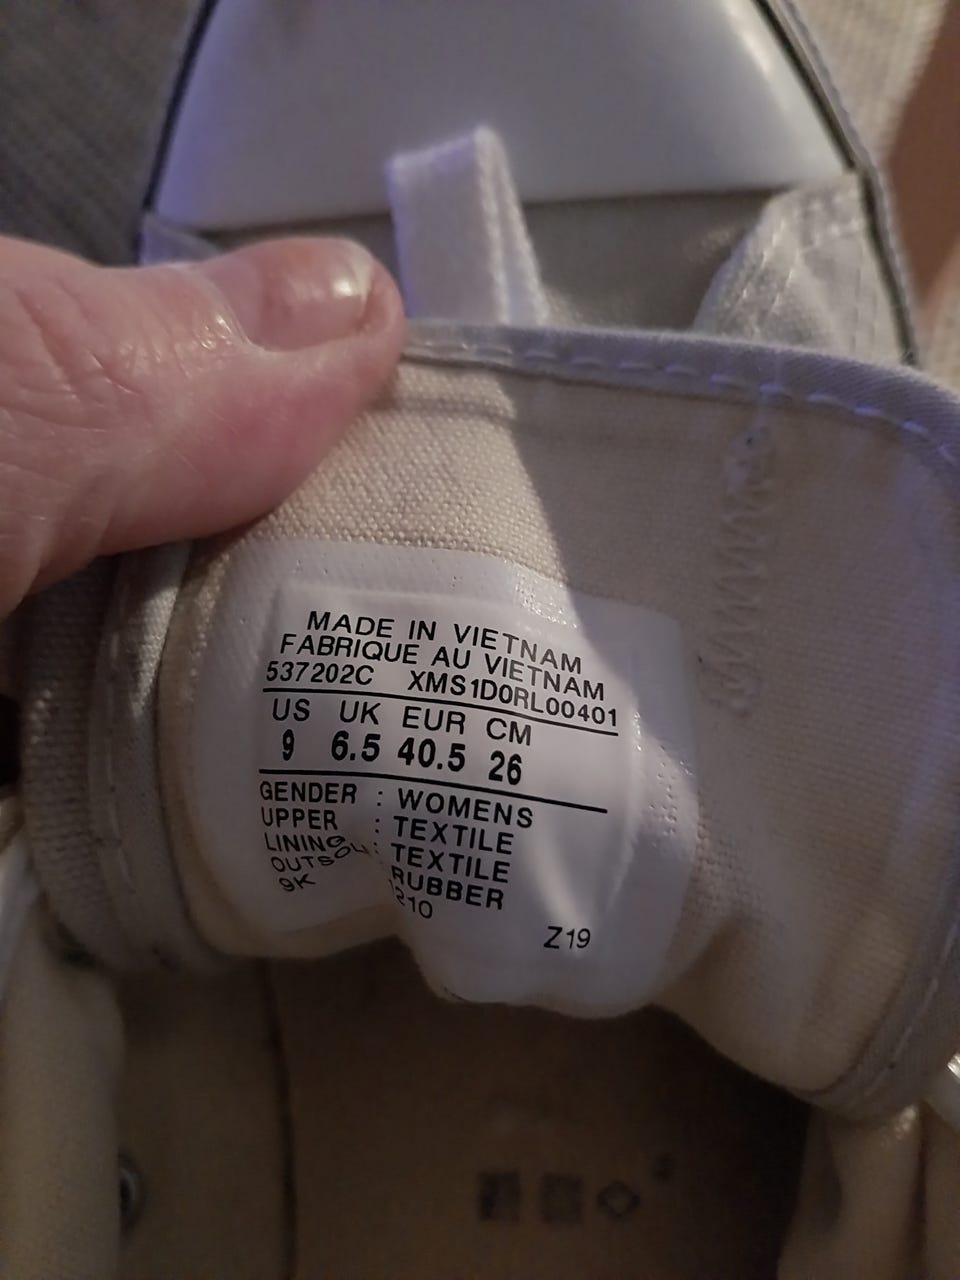 MADE IN VIETNAM
FABRIQUE AU VIETNAM
537202C XMS1D0RL00401
US UK EUR CM
9 6.5 40.5 26
GENDER : WOMENS
UPPER : TEXTILE
LINING : TEXTILE
RUBBER
9K
Z19